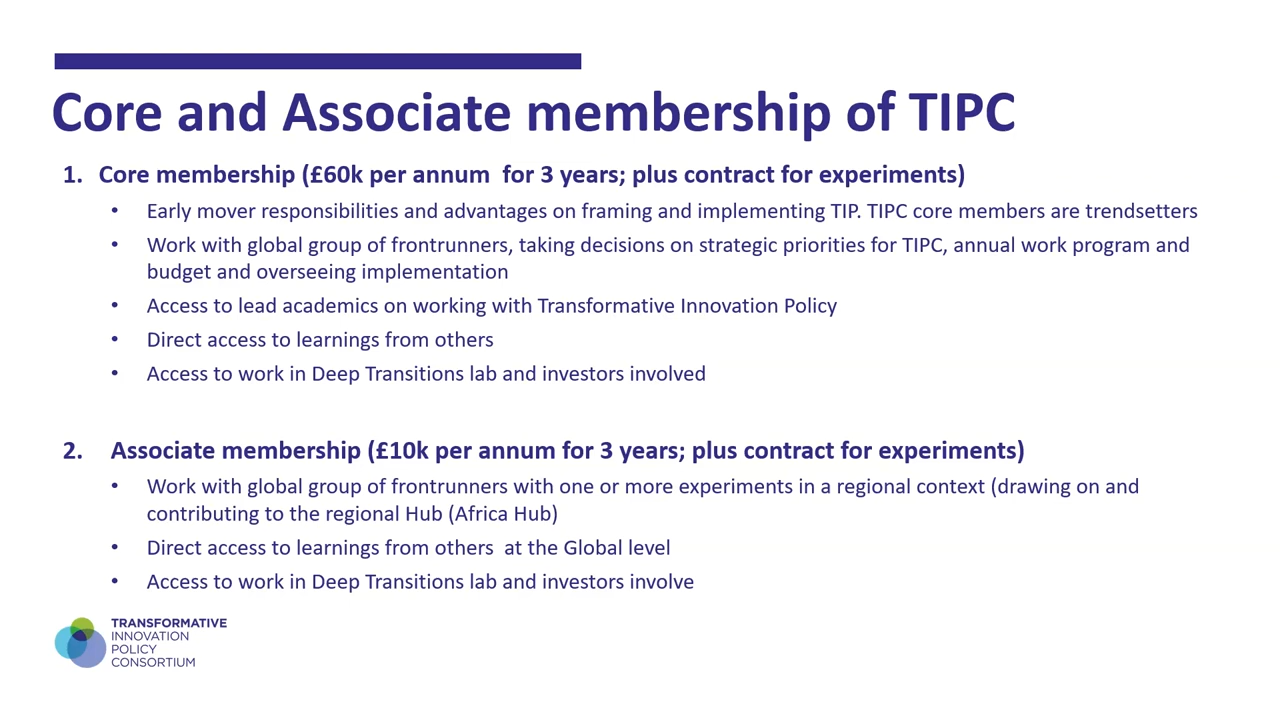 Core and Associate membership of TIPC
1. Core membership (£60k per annum  for 3 years; plus contract for experiments)
• Early mover responsibilities and advantages on framing and implementing TIP. TIPC core members are trendsetters
• Work with global group of frontrunners, taking decisions on strategic priorities for TIPC, annual work program and
budget and overseeing implementation
• Access to lead academics on working with Transformative Innovation Policy
• Direct access to learnings from others
• Access to work in Deep Transitions lab and investors involved
2. Associate membership (£10k per annum for 3 years; plus contract for experiments)
• Work with global group of frontrunners with one or more experiments in a regional context (drawing on and
contributing to the regional Hub (Africa Hub)
• Direct access to learnings from others  at the Global level
• Access to work in Deep Transitions lab and investors involve
TRANSFORMATIVE
INNOVATION
POLICY
CONSORTIUM